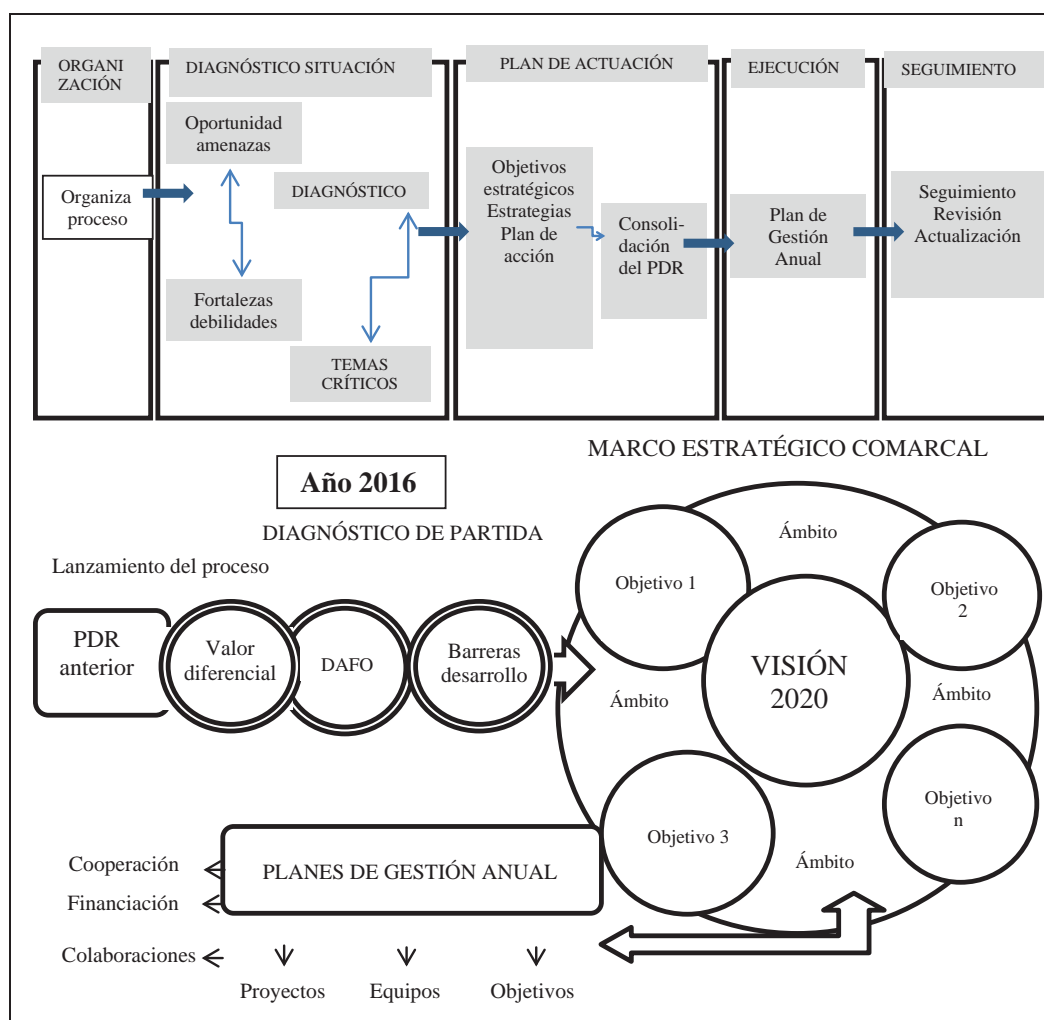 ORGANI
ZACIÓN
DIAGNÓSTICO SITUACIÓN
PLAN DE ACTUACIÓN
EJECUCIÓN
SEGUIMIENTO
Organiza
proceso
Oportunidad
amenazas
Fortalezas
debilidades
DIAGNÓSTICO
TEMAS
CRÍTICOS
Objetivos
estratégicos
Estrategias
Plan de
acción
Consoli-
dación
del PDR
Plan de
Gestión
Anual
Seguimiento
Revisión
Actualización
MARCO ESTRATÉGICO COMARCAL
Año 2016
DIAGNÓSTICO DE PARTIDA
Lanzamiento del proceso
PDR
anterior
Valor
diferencial
DAFO
Barreras
desarrollo
Ámbito
Objetivo 1
Objetivo
2
VISIÓN
2020
Ámbito
Ámbito
Objetivo 3
Objetivo
n
Ámbito
PLANES DE GESTIÓN ANUAL
Cooperación
Financiación
Colaboraciones
Proyectos
Equipos
Objetivos